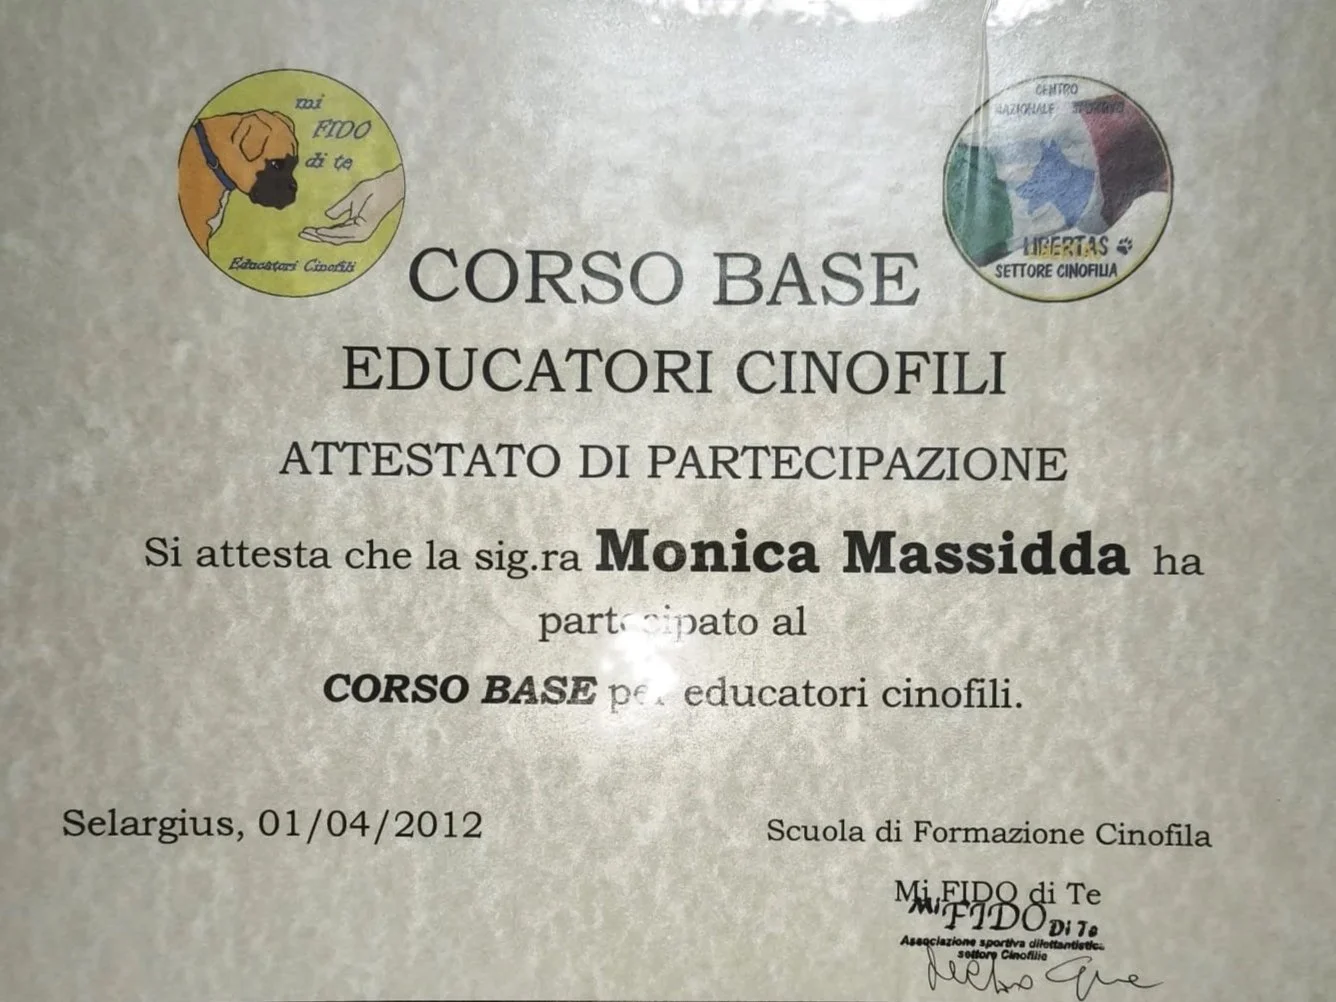 mi
FIDO
di te
Educatori Cinofili
CENTRO
NAZIONALE SPORTIVO
LIBERTAS
SETTORE CINOFILIA
CORSO BASE
EDUCATORI CINOFILI
ATTESTATO DI PARTECIPAZIONE
Si attesta che la sig.ra Monica Massidda ha
partecipato al
CORSO BASE per educatori cinofili.
Selargius, 01/04/2012
Scuola di Formazione Cinofila
Mi FIDO di Te
Mi FIDO Di Te
Associazione sportiva dilettantistica
settore Cinofilia